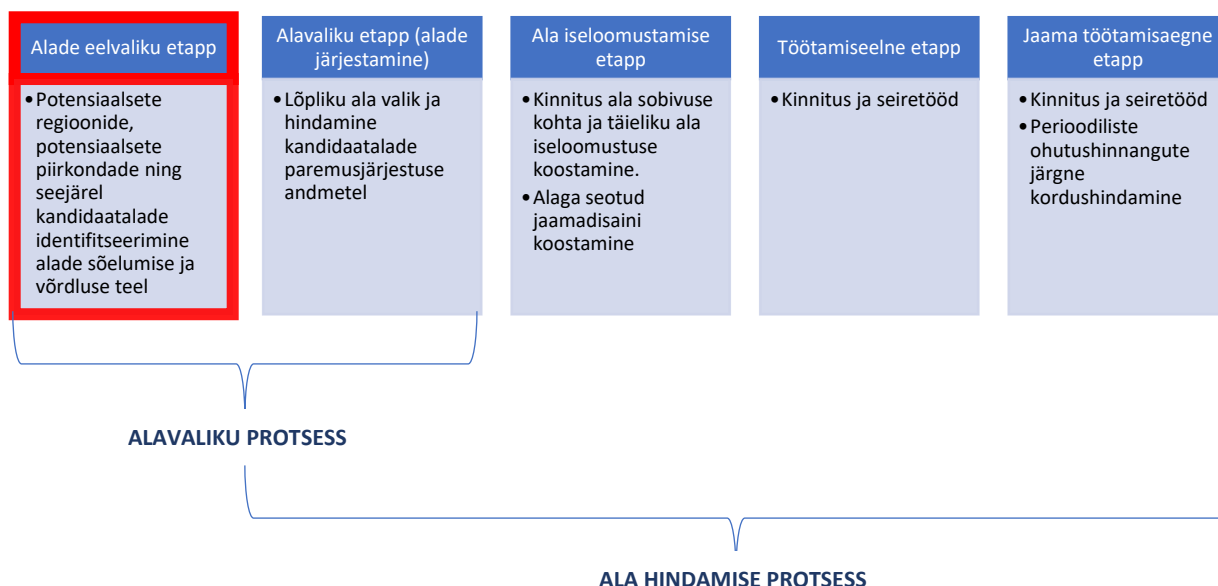 Alade eelvaliku etapp
•Potensiaalsete
regioonide,
potensiaalsete
piirkondade ning
seejärel
kandidaatalade
identifitseerimine
alade sõelumise ja
võrdluse teel
Alavaliku etapp (alade
järjestamine)
•Lõpliku ala valik ja
hindamine
kandidaatalade
paremusjärjestuse
andmetel
Ala iseloomustamise
etapp
•Kinnitus ala sobivuse
kohta ja täieliku ala
iseloomustuse
koostamine.
•Alaga seotud
jaamadisaini
koostamine
Töötamiseelne etapp
•Kinnitus ja seiretööd
Jaama töötamisaegne
etapp
•Kinnitus ja seiretööd
•Perioodiliste
ohutushinnangute
järgne
kordushindamine
ALAVALIKU PROTSESS
ALA HINDAMISE PROTSESS